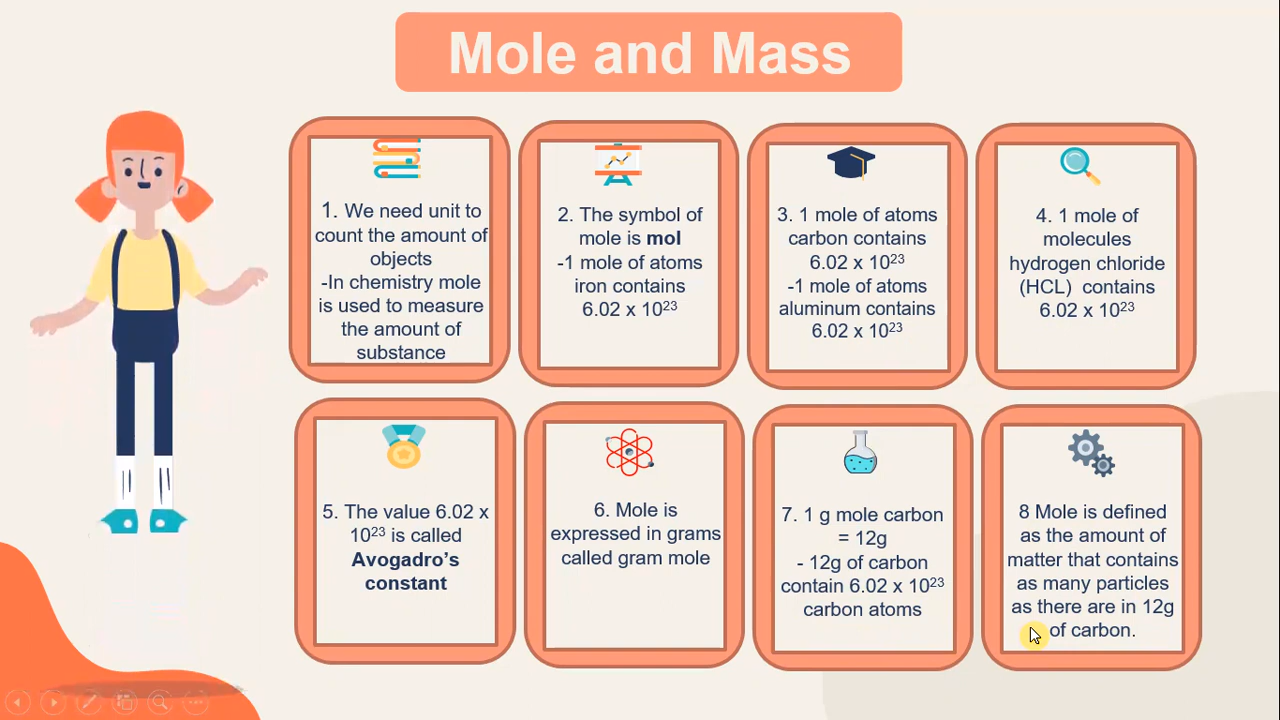 Mole and Mass
1. We need unit to
count the amount of
objects
-In chemistry mole
is used to measure
the amount of
substance
2. The symbol of
mole is mol
-1 mole of atoms
iron contains
6.02 x 10²³
3. 1 mole of atoms
carbon contains
6.02 x 10²³
-1 mole of atoms
aluminum contains
6.02 x 10²³
4. 1 mole of
molecules
hydrogen chloride
(HCL) contains
6.02 x 10²³
5. The value 6.02 x
10²³ is called
Avogadro’s
constant
6. Mole is
expressed in grams
called gram mole
7. 1 g mole carbon
= 12g
- 12g of carbon
contain 6.02 x 10²³
carbon atoms
8 Mole is defined
as the amount of
matter that contains
as many particles
as there are in 12g
of carbon.